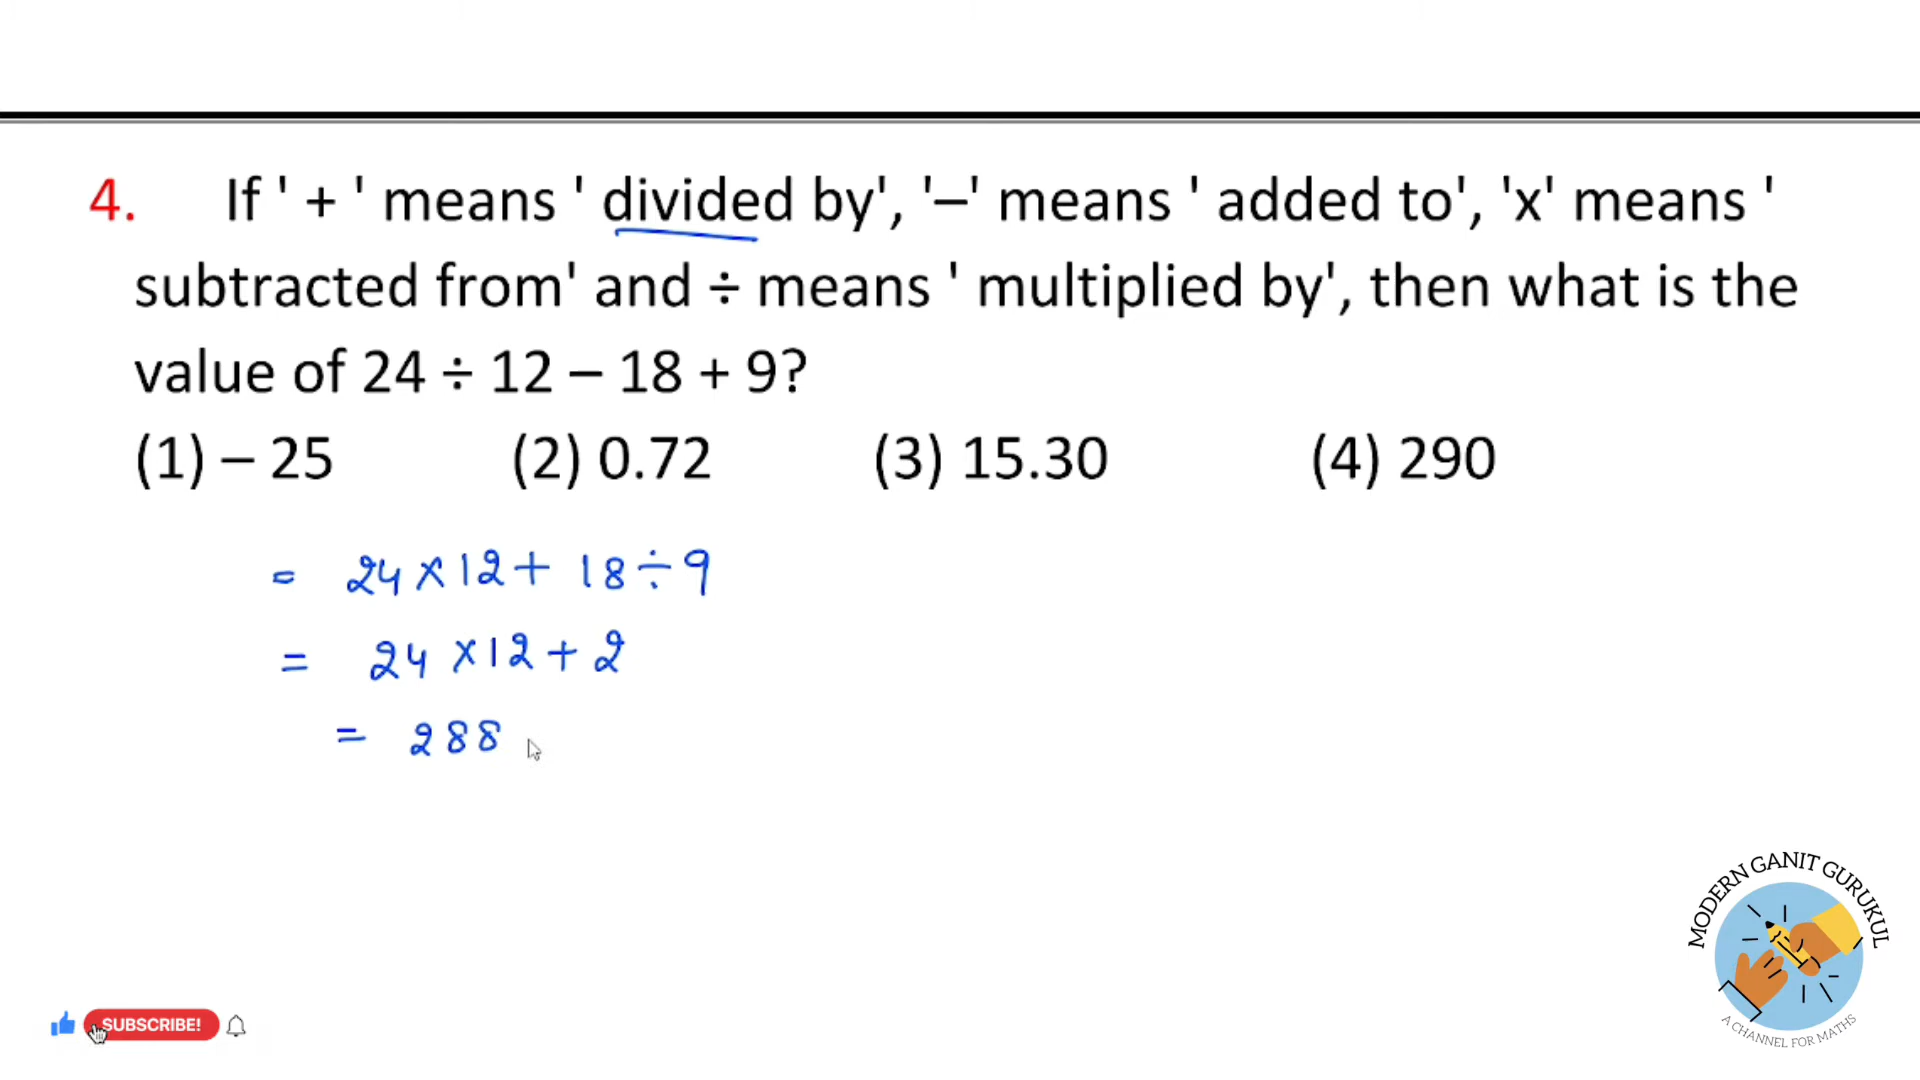 4. If ' + ' means ' divided by', '–' means ' added to', 'x' means '
subtracted from' and ÷ means ' multiplied by', then what is the
value of 24 ÷ 12 – 18 + 9?
(1) – 25 (2) 0.72 (3) 15.30 (4) 290
= 24 × 12 + 18 ÷ 9
= 24 × 12 + 2
= 288
MODERN GANIT GURUKUL
A CHANNEL FOR MATHS
SUBSCRIBE!